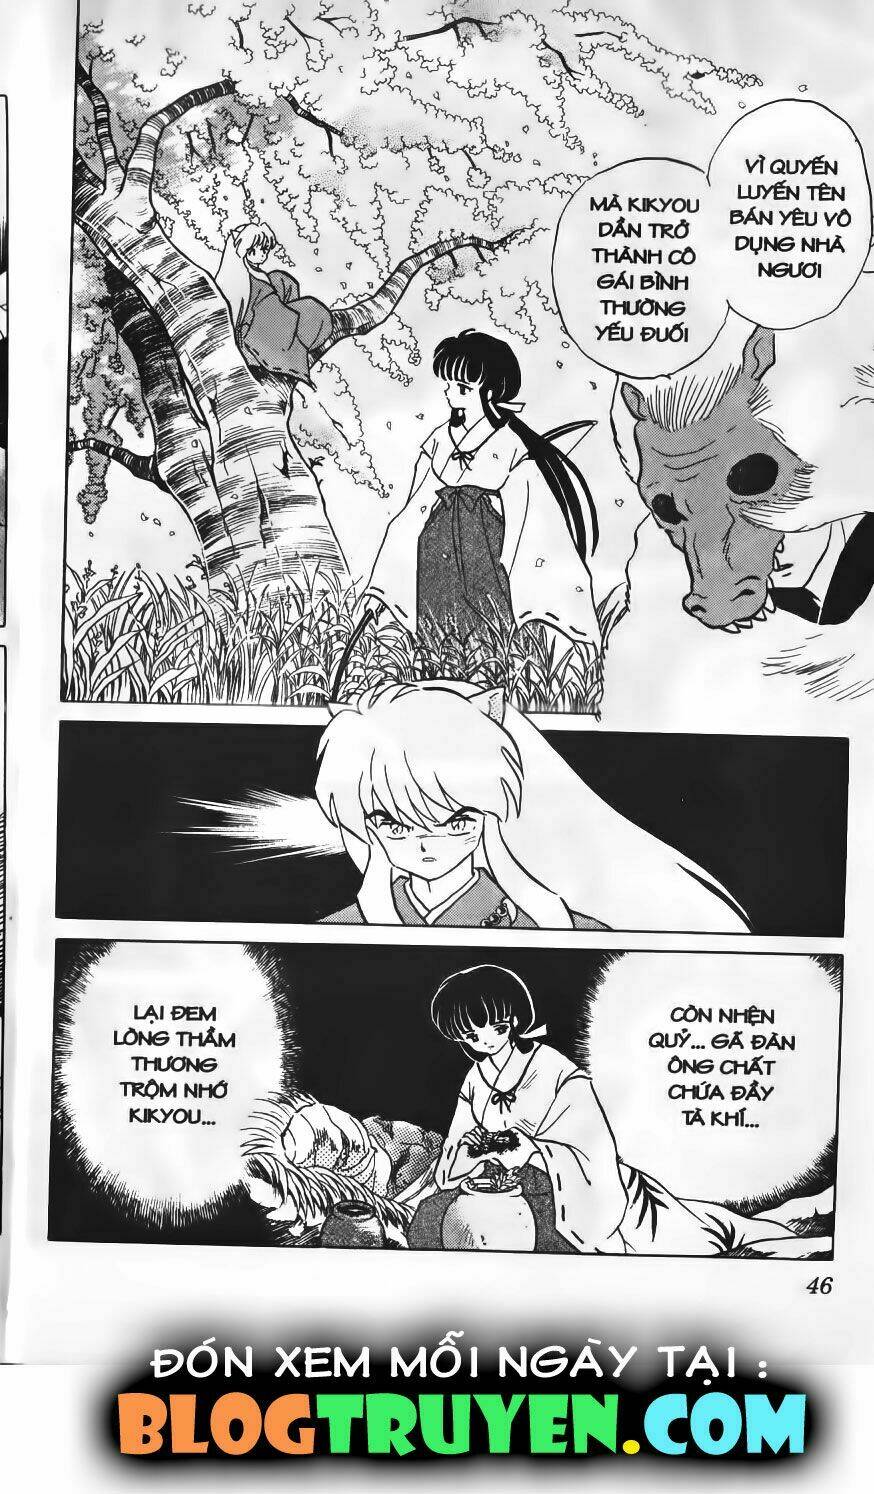 VÌ QUYẾN
LUYẾN TÊN
BÁN YÊU VÔ
DỤNG NHÀ
NGƯƠI
MÀ KIKYOU
DẦN TRỞ
THÀNH CÔ
GÁI BÌNH
THƯỜNG
YẾU ĐUỐI
CÒN NHỆN
QUỶ... GÃ ĐÀN
ÔNG CHẤT
CHỨA ĐẦY
TÀ KHÍ...
LẠI ĐEM
LÒNG THẦM
THƯƠNG
TRỘM NHỚ
KIKYOU...
46
ĐÓN XEM MỖI NGÀY TẠI :
BLOGTRUYEN.COM